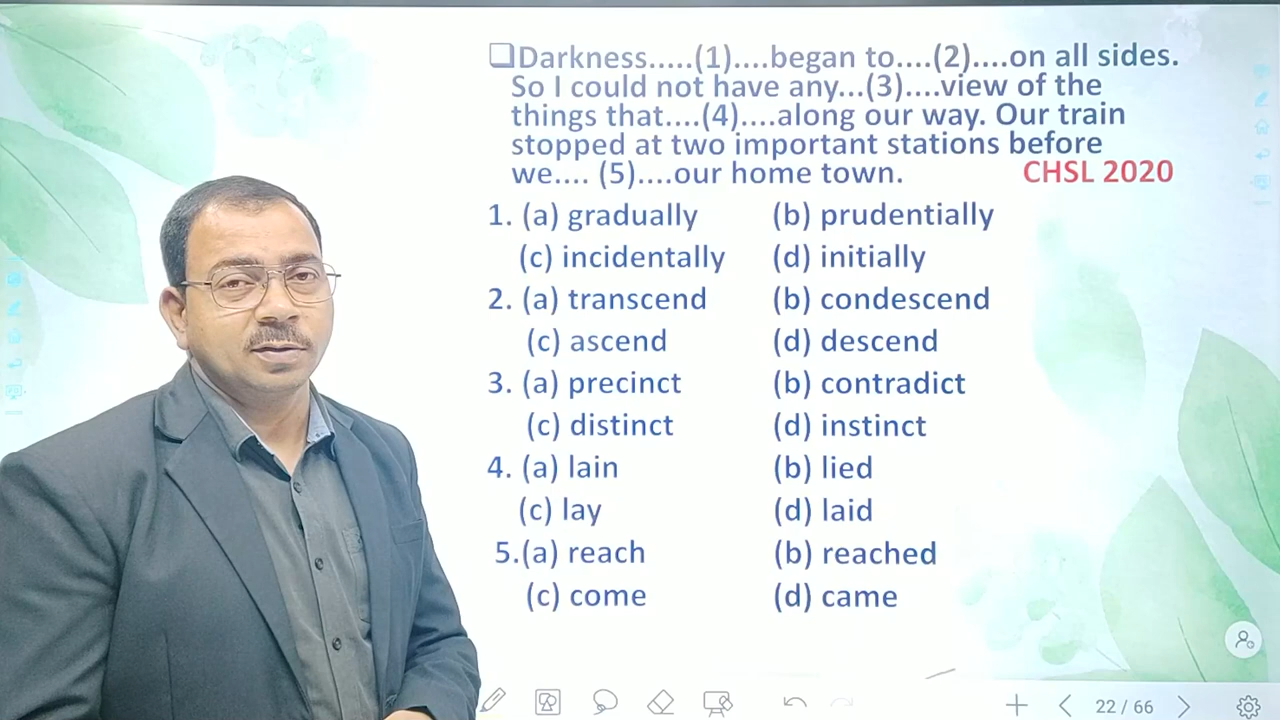 ❑Darkness.....(1)....began to....(2)....on all sides.
So I could not have any...(3)....view of the
things that....(4)....along our way. Our train
stopped at two important stations before
we.... (5)....our home town. CHSL 2020
1. (a) gradually (b) prudentially
(c) incidentally (d) initially
2. (a) transcend (b) condescend
(c) ascend (d) descend
3. (a) precinct (b) contradict
(c) distinct (d) instinct
4. (a) lain (b) lied
(c) lay (d) laid
5.(a) reach (b) reached
(c) come (d) came
22 / 66